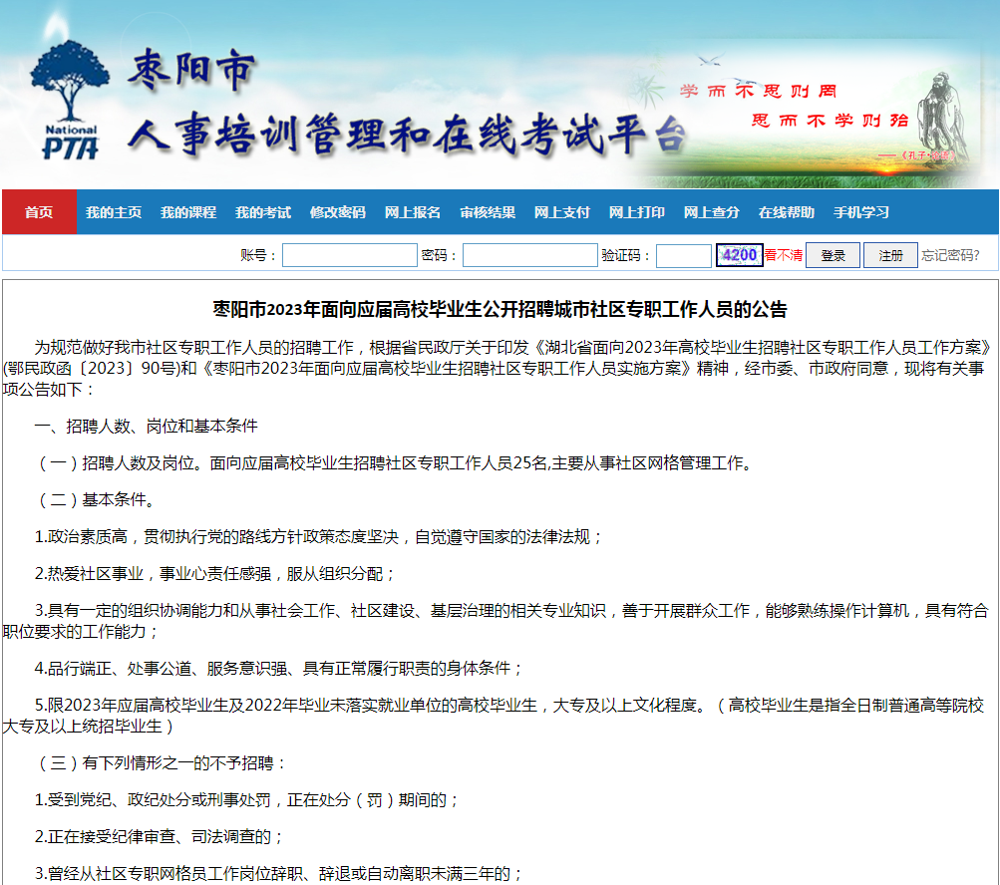 枣阳市
人事培训管理和在线考试平台
National
PTA
学而不思则罔
思而不学则殆
首页 我的主页 我的课程 我的考试 修改密码 网上报名 审核结果 网上支付 网上打印 网上查分 在线帮助 手机学习
账号： 密码： 验证码： 4200 看不清 登录 注册 忘记密码?
枣阳市2023年面向应届高校毕业生公开招聘城市社区专职工作人员的公告
为规范做好我市社区专职工作人员的招聘工作，根据省民政厅关于印发《湖北省面向2023年高校毕业生招聘社区专职工作人员工作方案》
(鄂民政函〔2023〕90号)和《枣阳市2023年面向应届高校毕业生招聘社区专职工作人员实施方案》精神，经市委、市政府同意，现将有关事
项公告如下：
一、招聘人数、岗位和基本条件
（一）招聘人数及岗位。面向应届高校毕业生招聘社区专职工作人员25名,主要从事社区网格管理工作。
（二）基本条件。
1.政治素质高，贯彻执行党的路线方针政策态度坚决，自觉遵守国家的法律法规；
2.热爱社区事业，事业心责任感强，服从组织分配；
3.具有一定的组织协调能力和从事社会工作、社区建设、基层治理的相关专业知识，善于开展群众工作，能够熟练操作计算机，具有符合
职位要求的工作能力；
4.品行端正、处事公道、服务意识强、具有正常履行职责的身体条件；
5.限2023年应届高校毕业生及2022年毕业未落实就业单位的高校毕业生，大专及以上文化程度。（高校毕业生是指全日制普通高等院校
大专及以上统招毕业生）
（三）有下列情形之一的不予招聘：
1.受到党纪、政纪处分或刑事处罚，正在处分（罚）期间的；
2.正在接受纪律审查、司法调查的；
3.曾经从社区专职网格员工作岗位辞职、辞退或自动离职未满三年的；